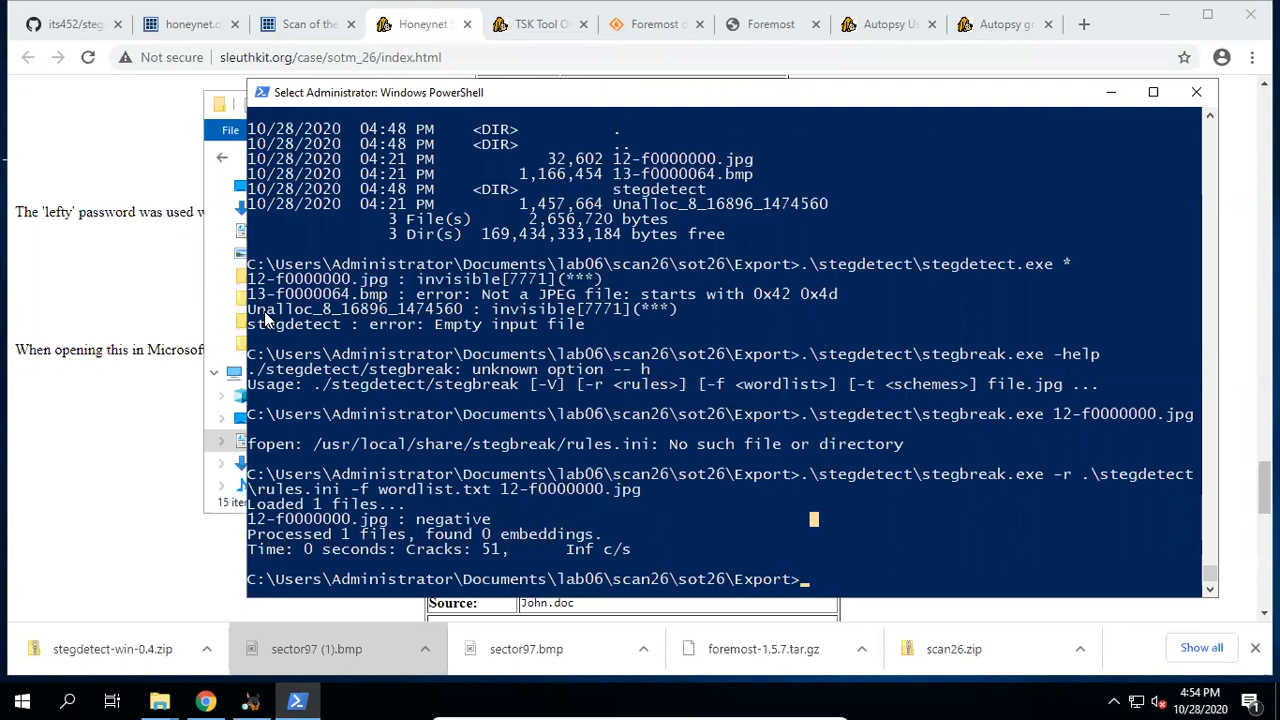 its452/steg
honeynet.o
Scan of the
Honeynet S
TSK Tool O
Foremost d
Foremost
Autopsy Us
Autopsy gr
Not secure
sleuthkit.org/case/sotm_26/index.html
Select Administrator: Windows PowerShell
File
10/28/2020 04:48 PM <DIR> .
10/28/2020 04:48 PM <DIR> ..
10/28/2020 04:21 PM 32,602 12-f0000000.jpg
10/28/2020 04:21 PM 1,166,454 13-f0000064.bmp
10/28/2020 04:48 PM <DIR> stegdetect
10/28/2020 04:21 PM 1,457,664 Unalloc_8_16896_1474560
3 File(s) 2,656,720 bytes
3 Dir(s) 169,434,333,184 bytes free
The 'lefty' password was used w
C:\Users\Administrator\Documents\lab06\scan26\sot26\Export>.\stegdetect\stegdetect.exe *
12-f0000000.jpg : invisible[7771](***)
13-f0000064.bmp : error: Not a JPEG file: starts with 0x42 0x4d
Unalloc_8_16896_1474560 : invisible[7771](***)
stegdetect : error: Empty input file
When opening this in Microsof
C:\Users\Administrator\Documents\lab06\scan26\sot26\Export>.\stegdetect\stegbreak.exe -help
./stegdetect/stegbreak: unknown option -- h
Usage: ./stegdetect/stegbreak [-V] [-r <rules>] [-f <wordlist>] [-t <schemes>] file.jpg ...
C:\Users\Administrator\Documents\lab06\scan26\sot26\Export>.\stegdetect\stegbreak.exe 12-f0000000.jpg
fopen: /usr/local/share/stegbreak/rules.ini: No such file or directory
C:\Users\Administrator\Documents\lab06\scan26\sot26\Export>.\stegdetect\stegbreak.exe -r .\stegdetect
\rules.ini -f wordlist.txt 12-f0000000.jpg
Loaded 1 files...
12-f0000000.jpg : negative
Processed 1 files, found 0 embeddings.
Time: 0 seconds: Cracks: 51, Inf c/s
15 iter
C:\Users\Administrator\Documents\lab06\scan26\sot26\Export>_
Source: John.doc
stegdetect-win-0.4.zip
sector97 (1).bmp
sector97.bmp
foremost-1.5.7.tar.gz
scan26.zip
Show all
4:54 PM
10/28/2020
1